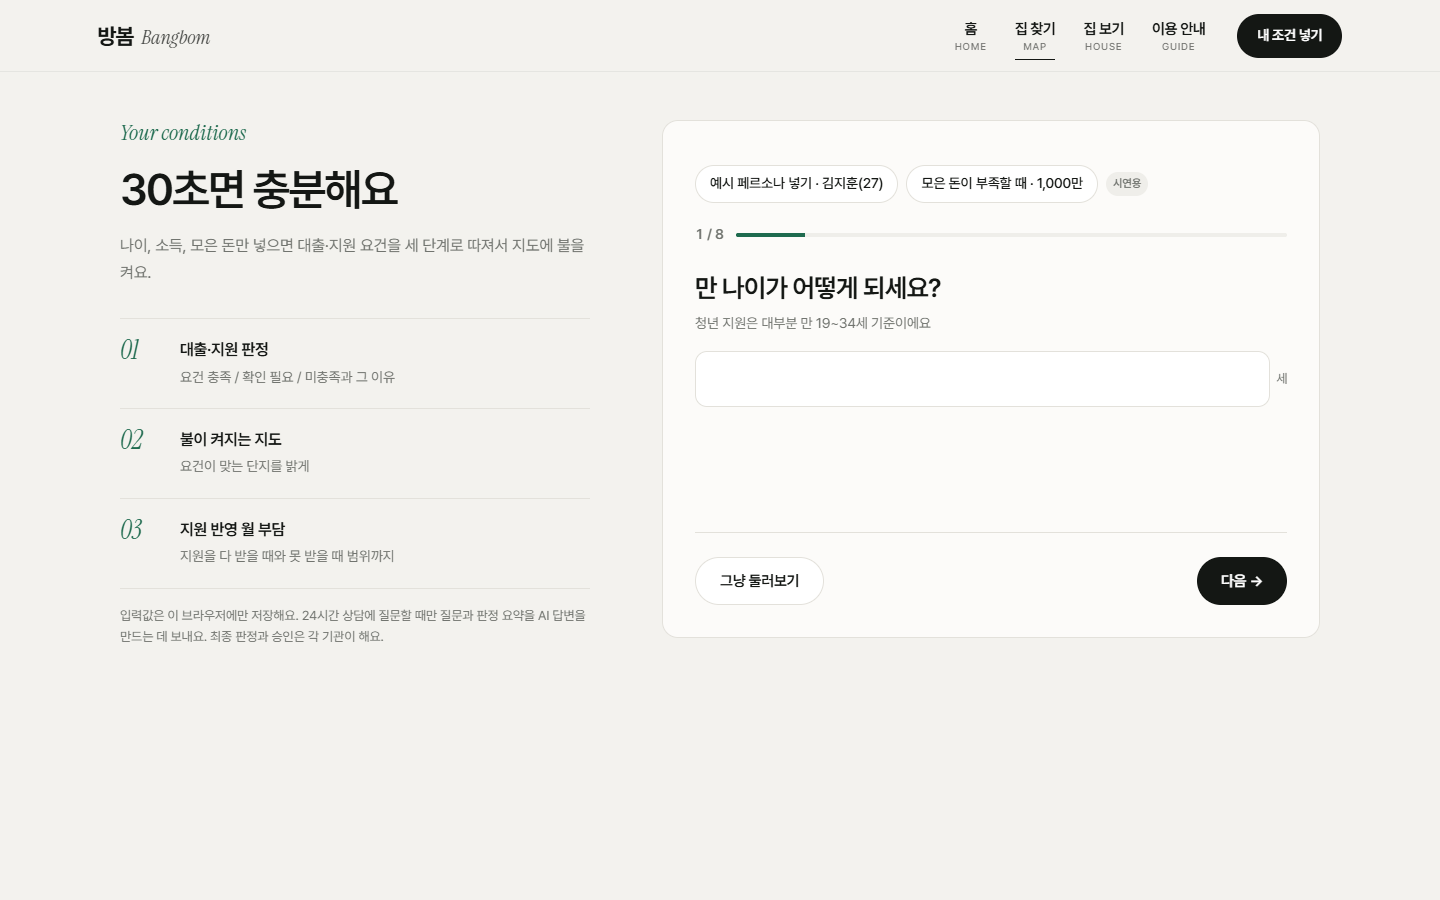 방봄 Bangbom
홈 집 찾기 집 보기 이용 안내
HOME MAP HOUSE GUIDE
내 조건 넣기
Your conditions
30초면 충분해요
나이, 소득, 모은 돈만 넣으면 대출·지원 요건을 세 단계로 따져서 지도에 불을
켜요.
01 대출·지원 판정
요건 충족 / 확인 필요 / 미충족과 그 이유
02 불이 켜지는 지도
요건이 맞는 단지를 밝게
03 지원 반영 월 부담
지원을 다 받을 때와 못 받을 때 범위까지
입력값은 이 브라우저에만 저장해요. 24시간 상담에 질문할 때만 질문과 판정 요약을 AI 답변을
만드는 데 보내요. 최종 판정과 승인은 각 기관이 해요.
예시 페르소나 넣기 · 김지훈(27) 모은 돈이 부족할 때 · 1,000만 시연용
1 / 8
만 나이가 어떻게 되세요?
청년 지원은 대부분 만 19~34세 기준이에요
세
그냥 둘러보기 다음 →